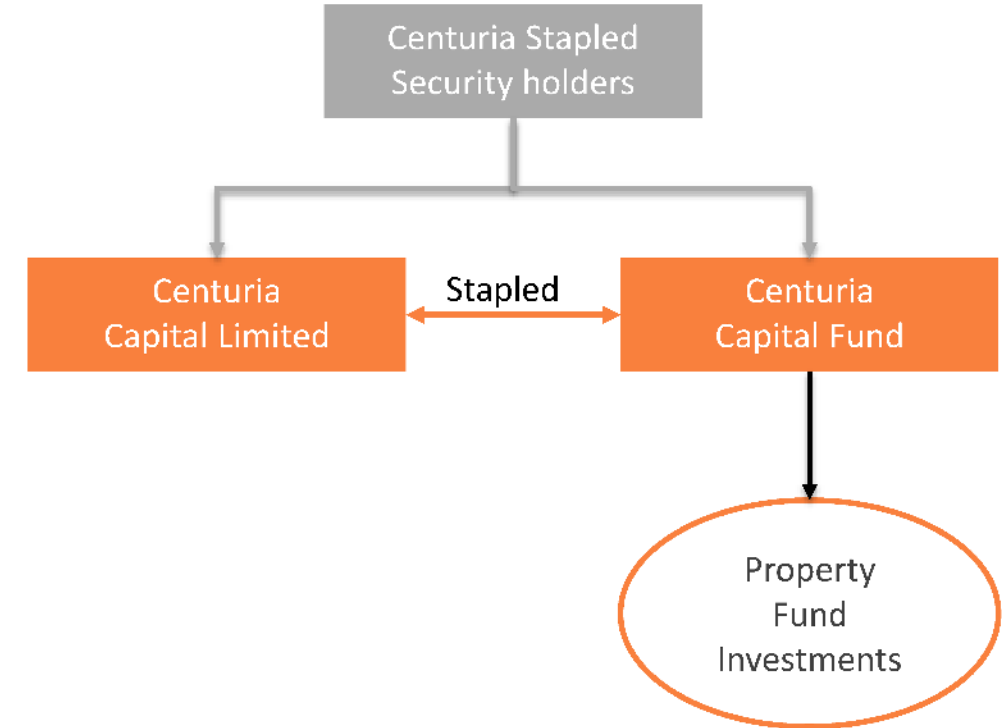 Centuria Stapled
Security holders
Centuria
Capital Limited
Stapled
Centuria
Capital Fund
Property
Fund
Investments